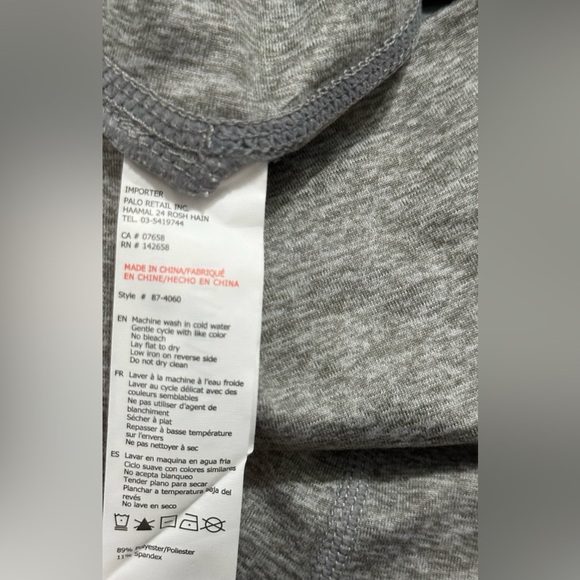 IMPORTER
PALO RETAIL INC.
HAAMAL 24 ROSH HAIN
TEL. 03-5419744
CA # 07658
RN # 142658
MADE IN CHINA/FABRIQUÉ
EN CHINE/HECHO EN CHINA
Style # 87-4060
EN Machine wash in cold water
Gentle cycle with like color
No bleach
Lay flat to dry
Low iron on reverse side
Do not dry clean
FR Laver à la machine à l'eau froide
Laver au cycle délicat avec des
couleurs semblables
Ne pas utiliser d'agent de
blanchiment
Sécher à plat
Repasser à basse température
sur l'envers
Ne pas nettoyer à sec
ES Lavar en maquina en agua fria
Ciclo suave con colores similares
No acepta blanqueo
Tender plano para secar
Planchar a temperatura del
revés
No lave en seco
89% Polyester/Poliester
11% Spandex